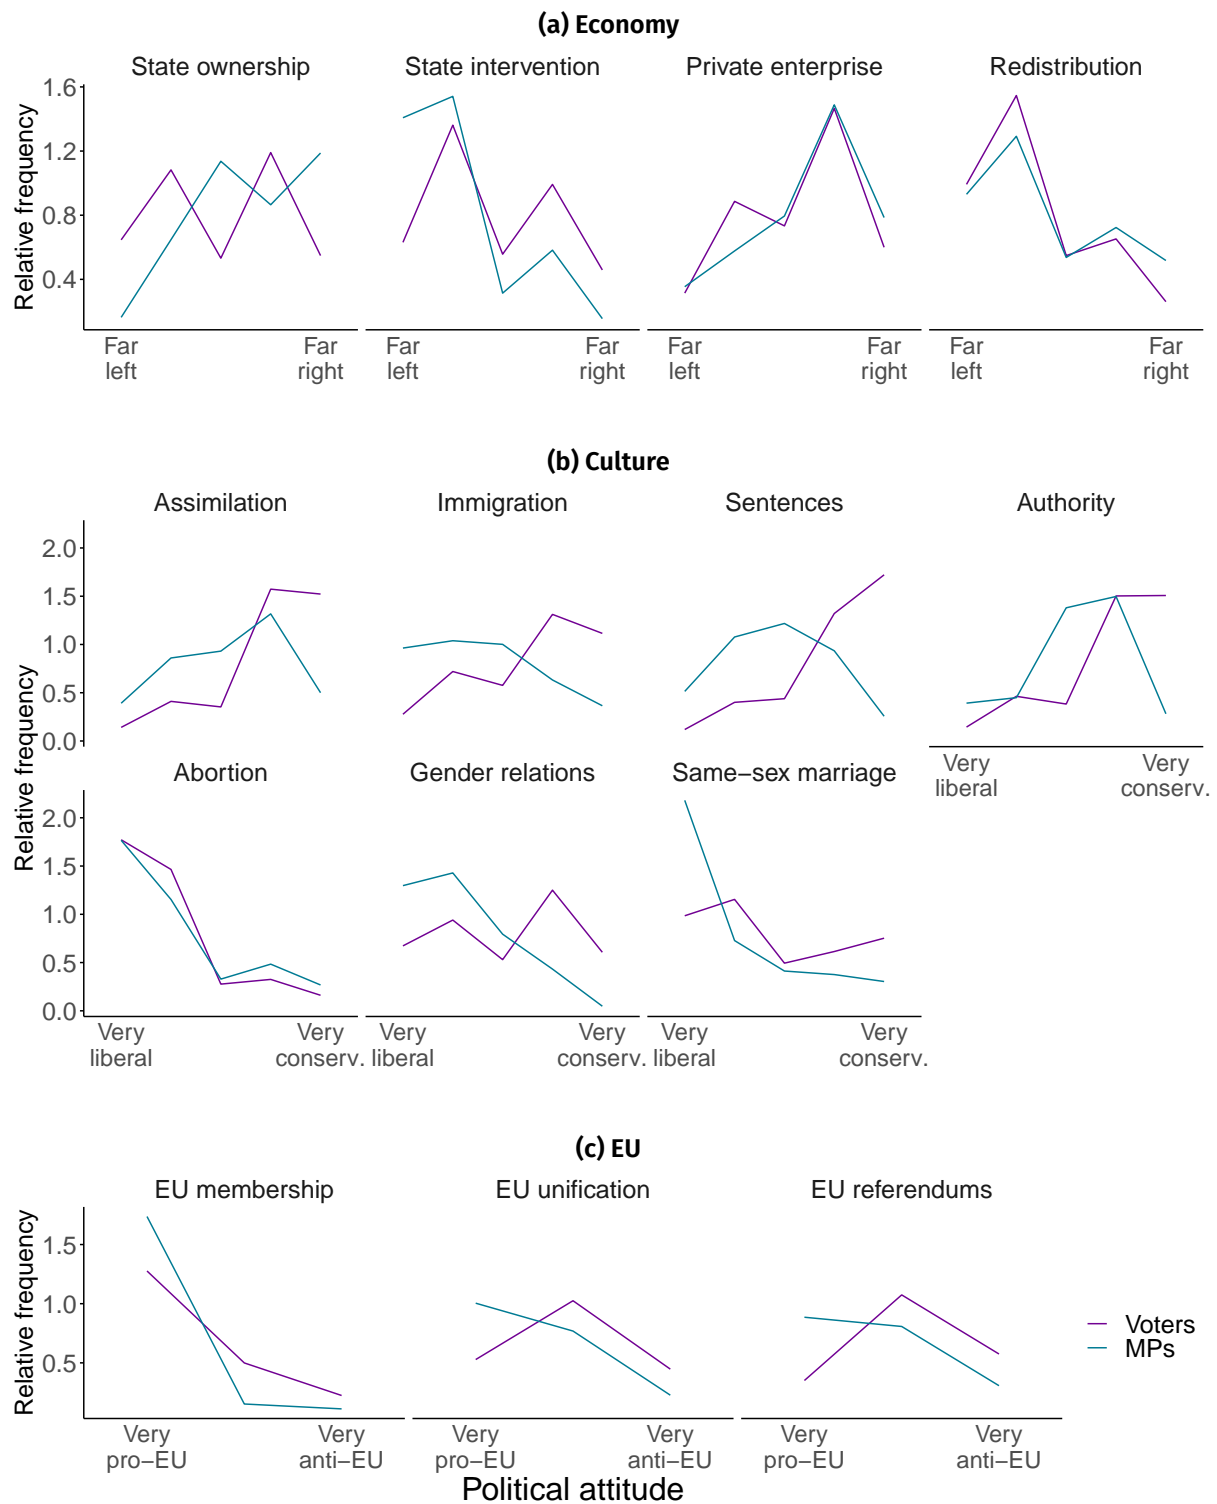 (a) Economy
State ownership
State intervention
Private enterprise
Redistribution
Relative frequency
1.6
1.2
0.8
0.4
Far
left
Far
right
Far
left
Far
right
Far
left
Far
right
Far
left
Far
right
(b) Culture
Assimilation
Immigration
Sentences
Authority
Relative frequency
2.0
1.5
1.0
0.5
0.0
Very
liberal
Very
conserv.
Abortion
Gender relations
Same−sex marriage
2.0
1.5
1.0
0.5
0.0
Very
liberal
Very
conserv.
Very
liberal
Very
conserv.
Very
liberal
Very
conserv.
(c) EU
EU membership
EU unification
EU referendums
Relative frequency
1.5
1.0
0.5
Very
pro−EU
Very
anti−EU
Very
pro−EU
Very
anti−EU
Very
pro−EU
Very
anti−EU
Political attitude
Voters
MPs